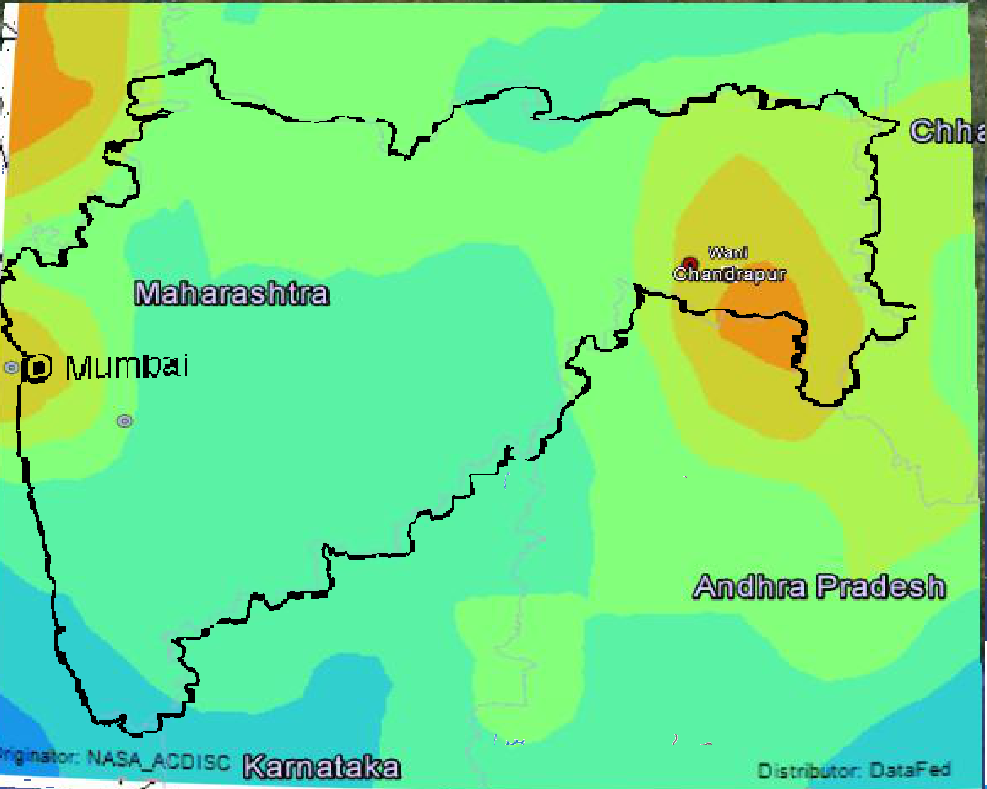 Chha
Wani
Chandrapur
Maharashtra
Mumbai
Andhra Pradesh
Originator: NASA_ACDISC
Karnataka
Distributor: DataFed